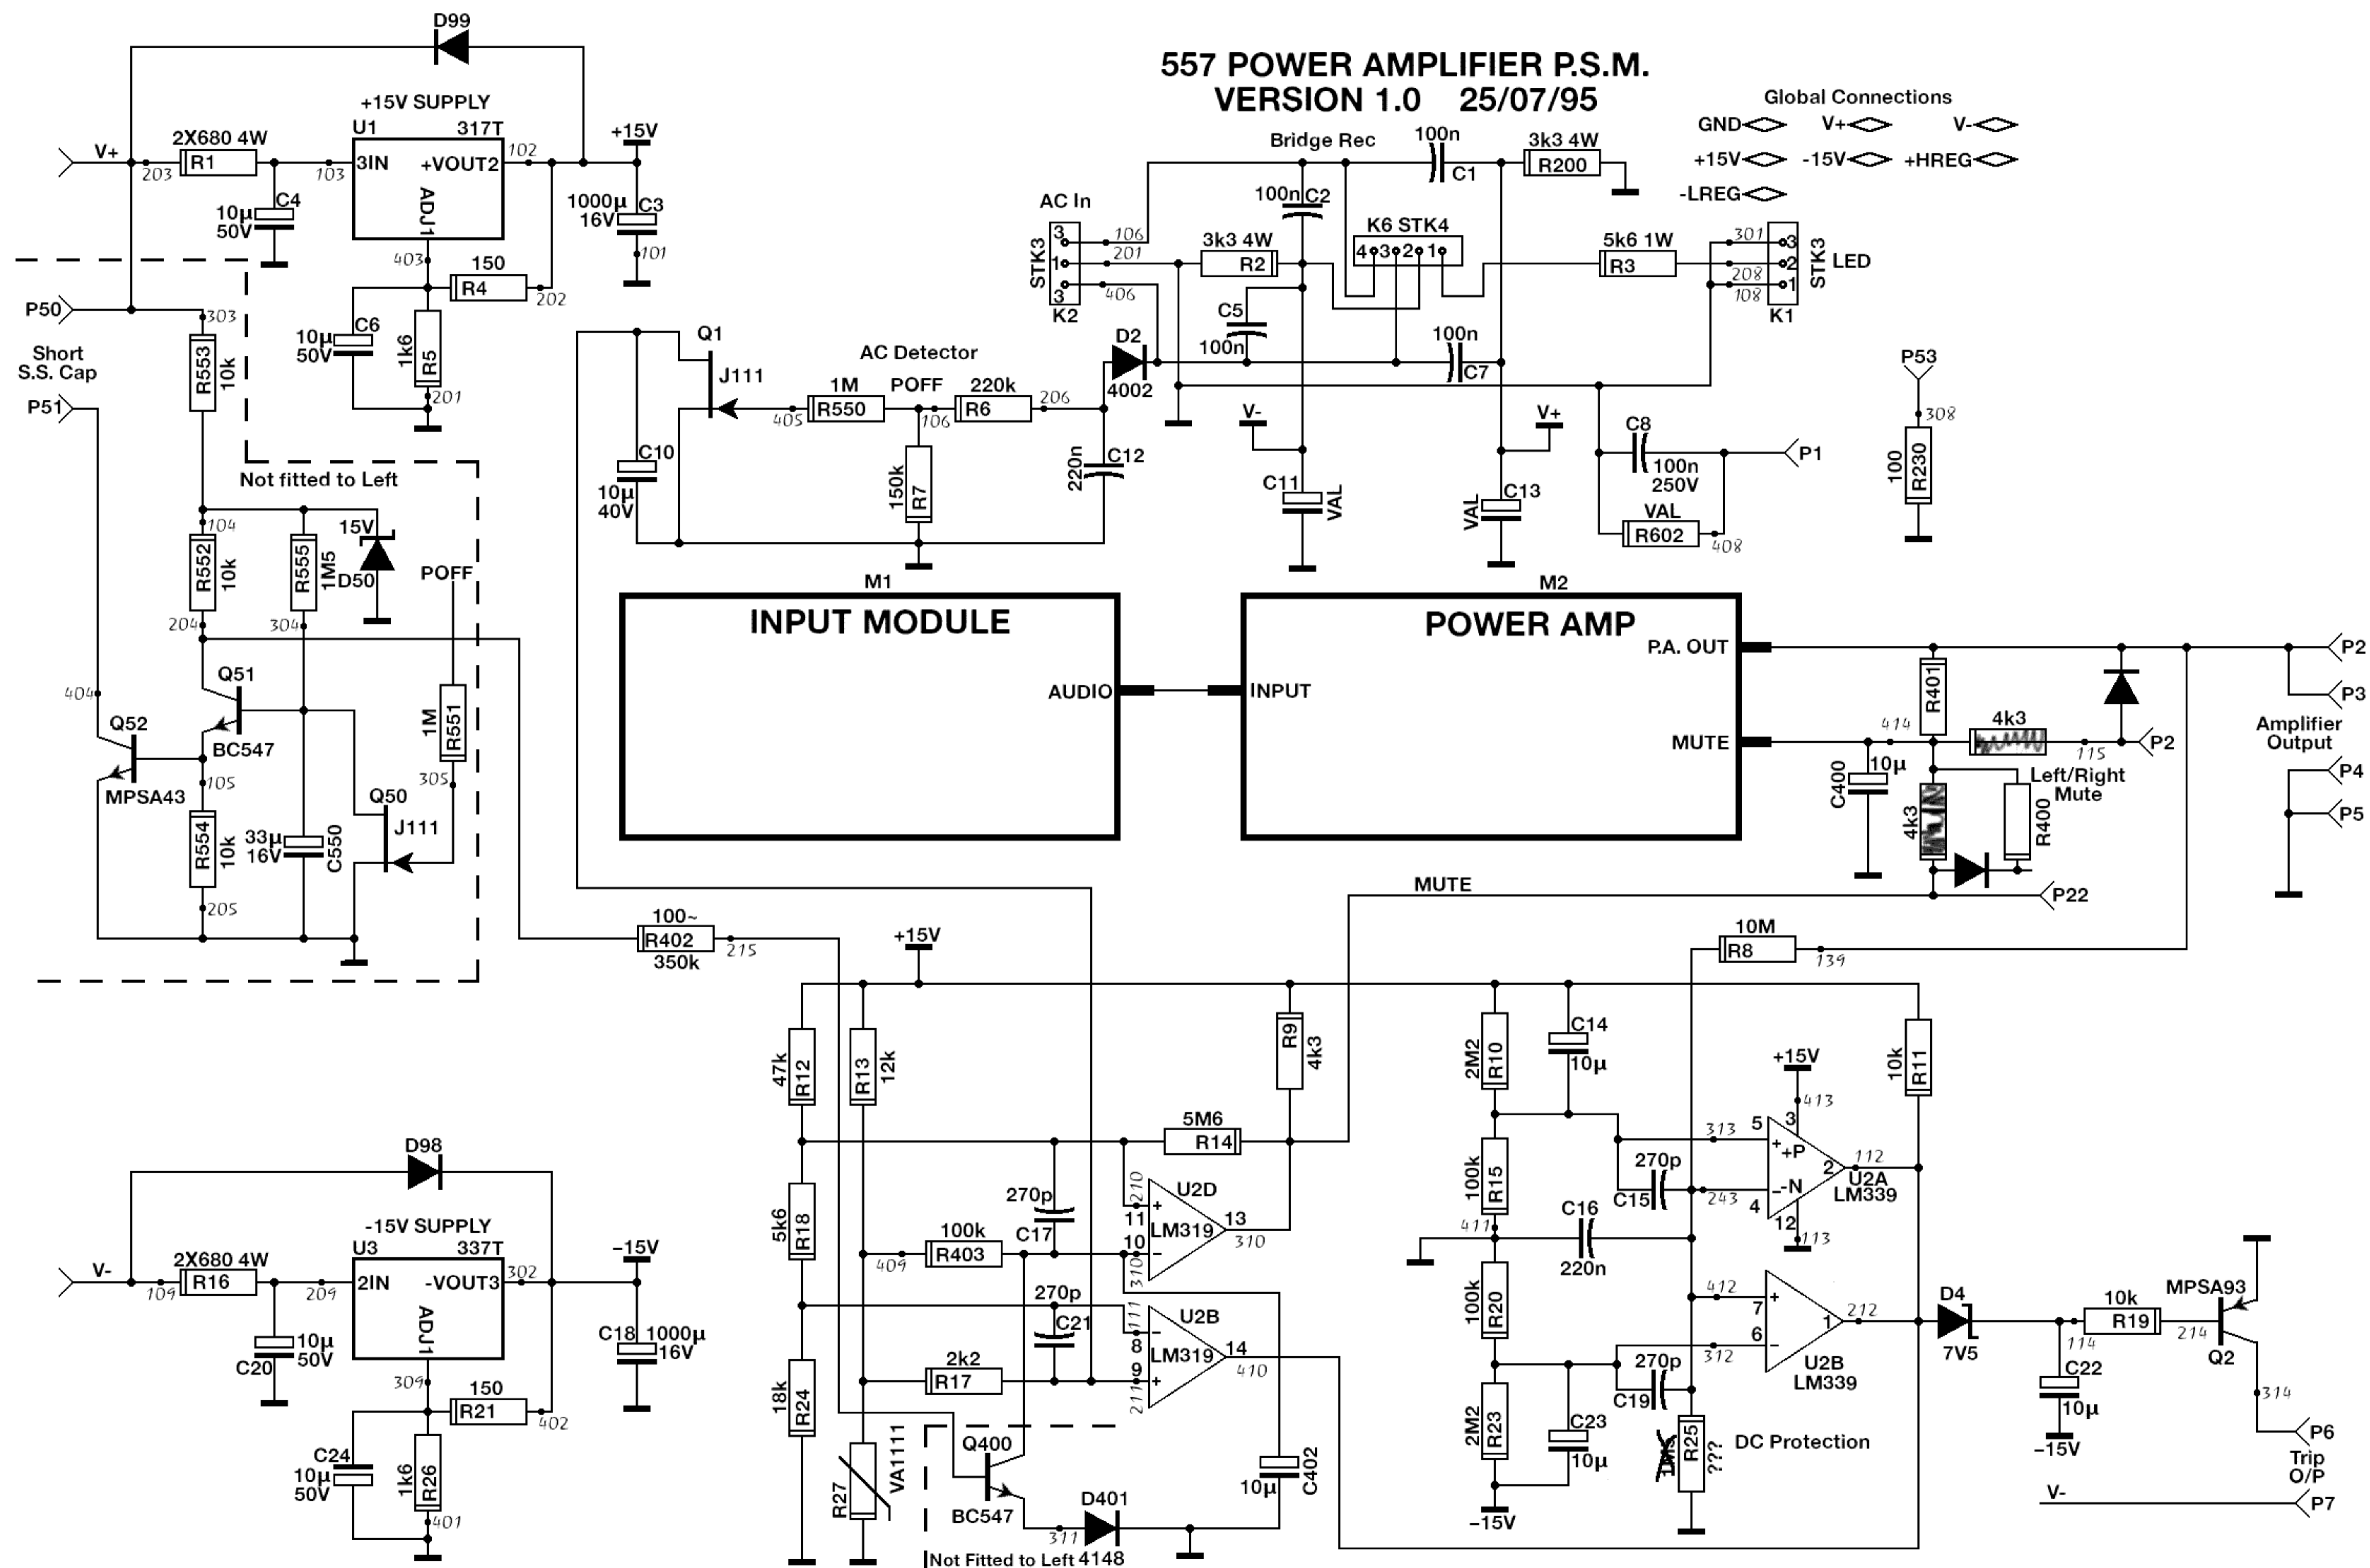 557 POWER AMPLIFIER P.S.M.
VERSION 1.0 25/07/95
Global Connections
GND V+ V-
+15V -15V +HREG
-LREG
D99
+15V SUPPLY
U1 317T
2X680 4W
V+
R1
203
103
3IN +VOUT2
ADJ1
102
+15V
1000µ
16V
C3
101
C4
10µ
50V
403
150
R4
202
C6
10µ
50V
1k6
R5
201
P50
303
R553
10k
Short
S.S. Cap
P51
Not fitted to Left
104
R552
10k
204
R555
1M5
304
15V
D50
POFF
Q51
BC547
404
Q52
MPSA43
105
R554
10k
205
33µ
16V
C550
1M
R551
305
Q50
J111
Q1
J111
C10
10µ
40V
AC Detector
1M
R550
405
POFF
106
220k
R6
206
150k
R7
220n
C12
D2
4002
Bridge Rec
AC In
STK3
3
1
3
K2
106
201
406
100n
C1
3k3 4W
R200
100n
C2
3k3 4W
R2
K6 STK4
4 3 2 1
C5
100n
100n
C7
5k6 1W
R3
301
208
108
3
2
1
STK3
LED
K1
V-
V+
C11
VAL
VAL
C13
C8
100n
250V
P1
VAL
R602
408
P53
308
100
R230
M1
INPUT MODULE
AUDIO
M2
POWER AMP
INPUT
P.A. OUT
MUTE
R401
414
4k3
115
P2
P2
P3
Amplifier
Output
P4
P5
C400
10µ
4k3
R400
Left/Right
Mute
MUTE
P22
100~
R402
350k
215
+15V
10M
R8
139
47k
R12
R13
12k
R9
4k3
5M6
R14
5k6
R18
270p
C17
210
11
+
U2D
LM319
13
310
10
-
310
100k
R403
409
270p
C21
111
8
-
U2B
LM319
14
410
9
+
211
2k2
R17
18k
R24
R27
VA1111
Q400
BC547
D401
311
Not Fitted to Left 4148
10µ
C402
2M2
R10
C14
10µ
100k
R15
411
313
5
+
+P
3
+15V
413
2
112
U2A
LM339
270p
C15
243
4
-
-N
12
113
10k
R11
C16
220n
100k
R20
412
7
+
1
212
6
-
312
U2B
LM339
270p
C19
2M2
R23
C23
10µ
-15V
R25
???
DC Protection
D4
7V5
114
10k
R19
214
MPSA93
Q2
C22
10µ
-15V
314
P6
Trip
O/P
V-
P7
D98
-15V SUPPLY
U3 337T
2X680 4W
V-
R16
109
209
2IN -VOUT3
ADJ1
302
-15V
C18 1000µ
16V
C20
10µ
50V
309
150
R21
402
C24
10µ
50V
1k6
R26
401